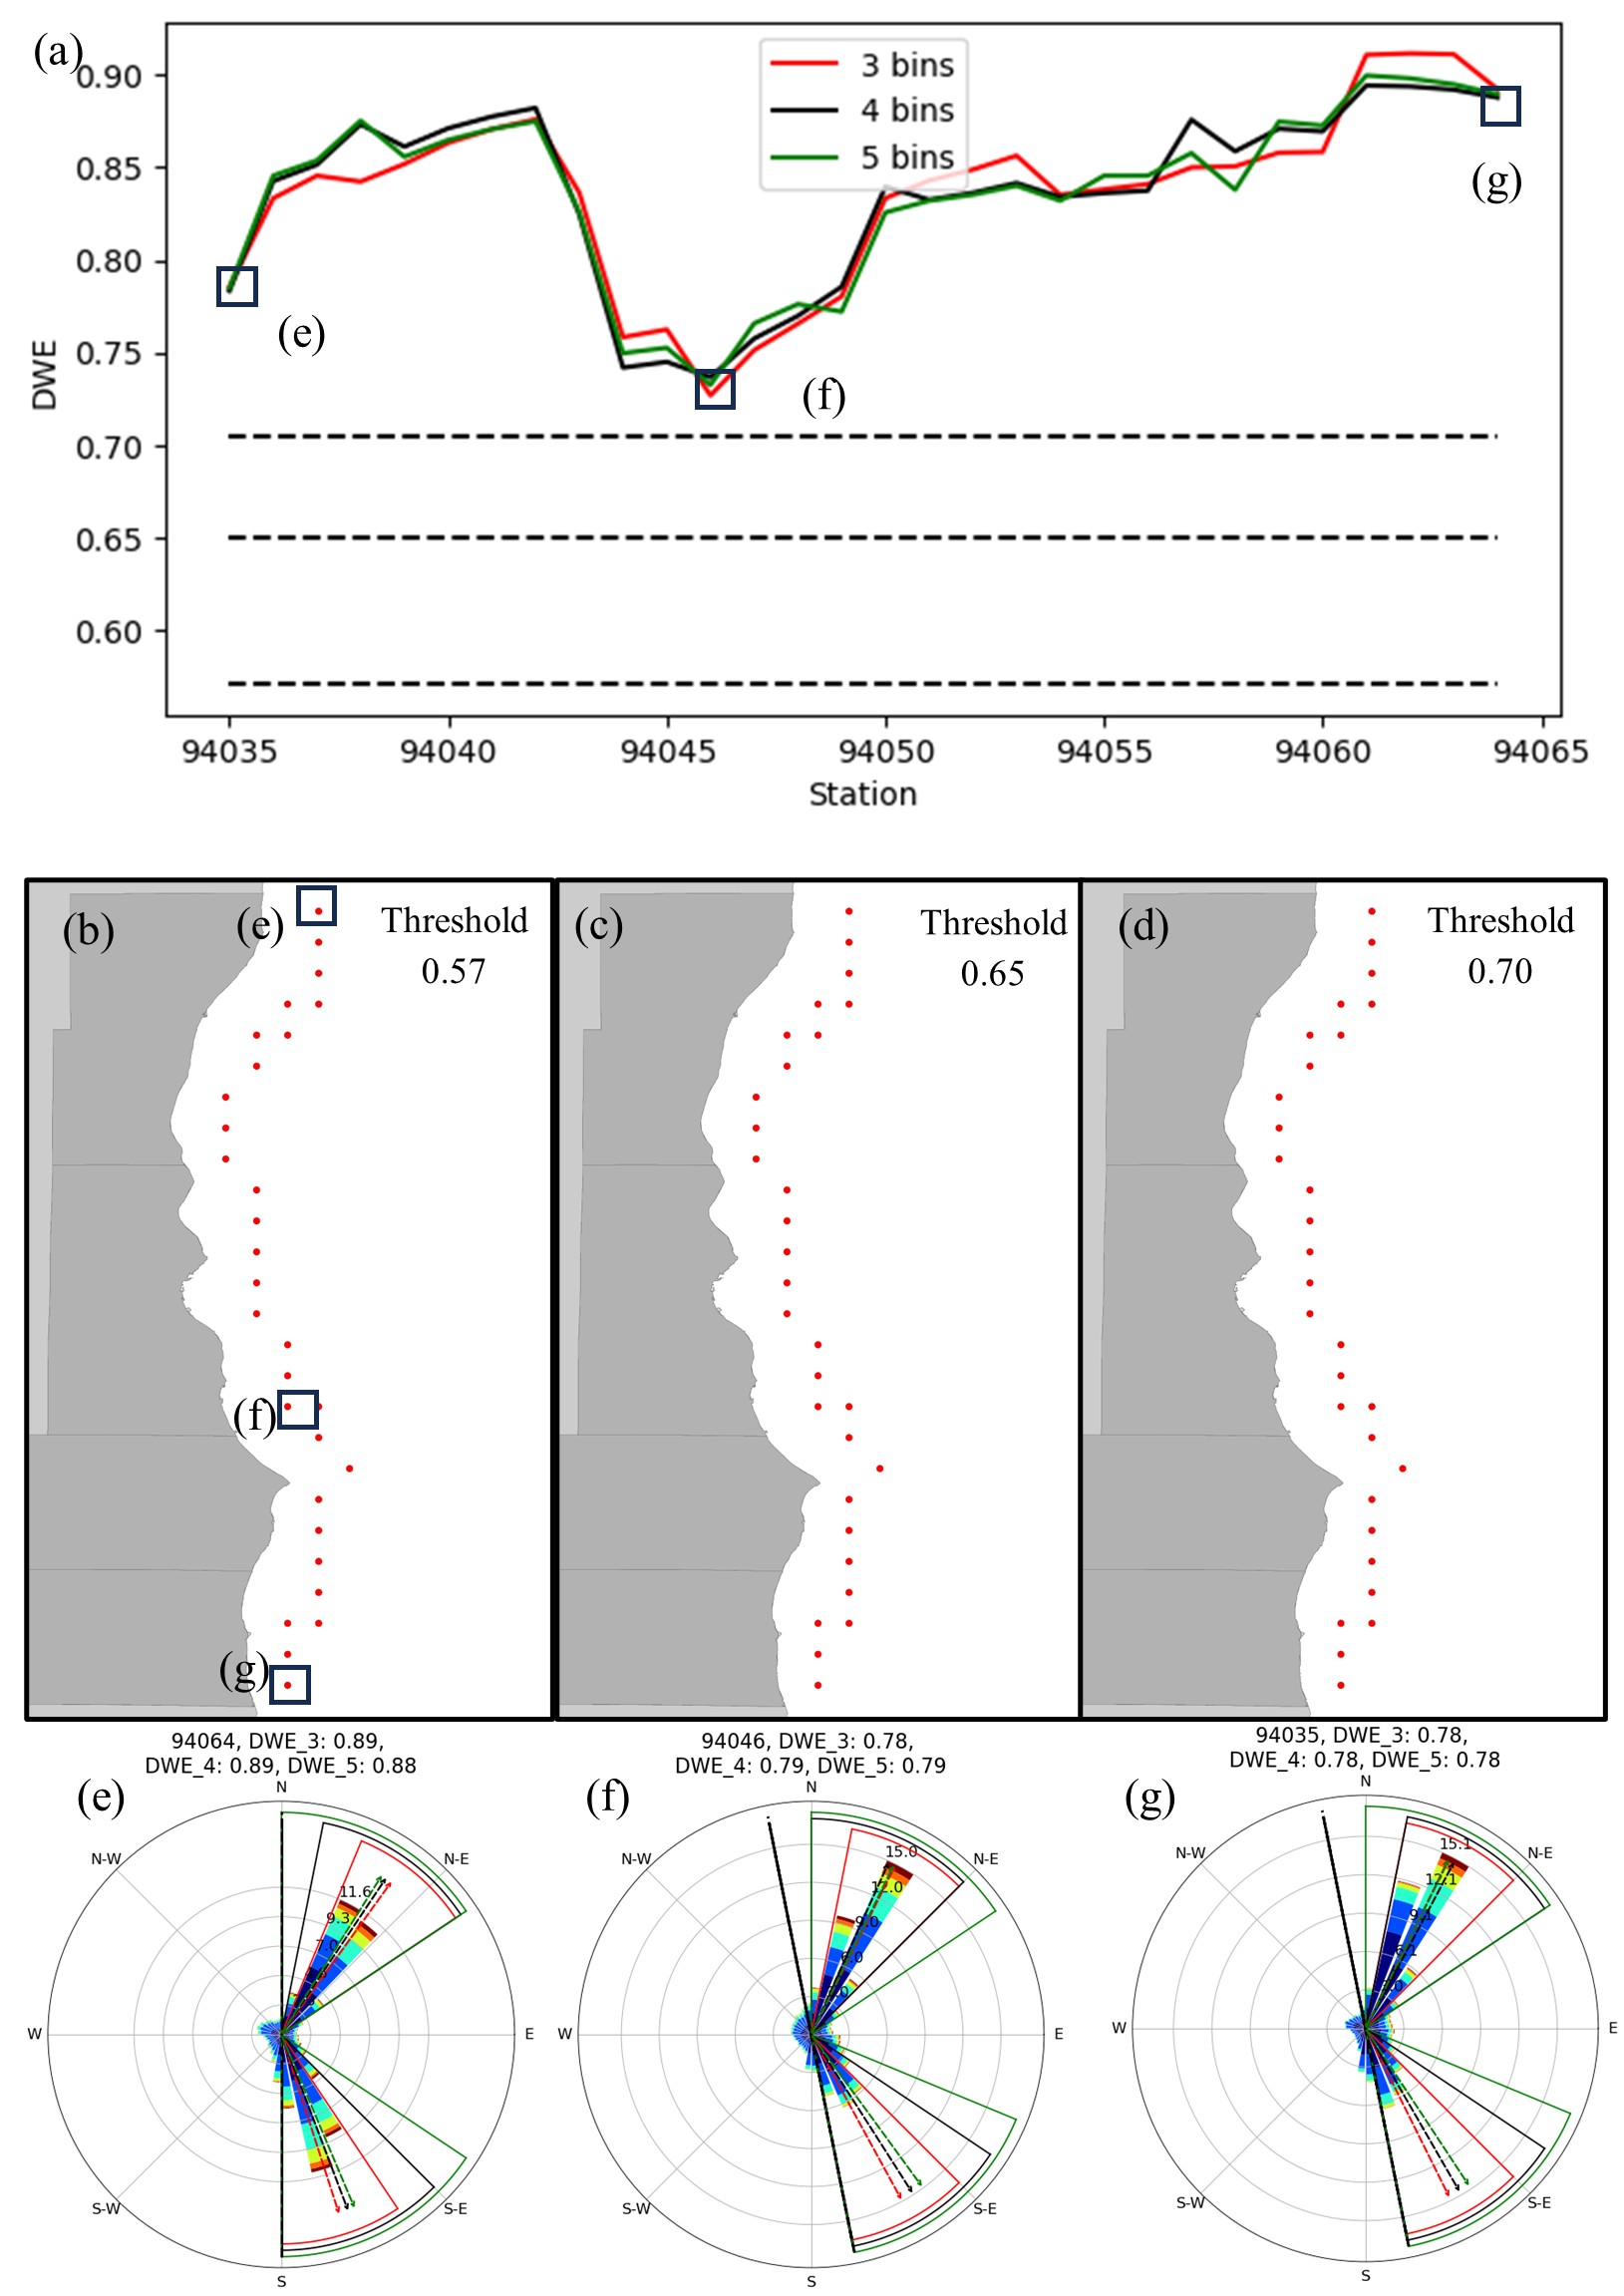 (a)
0.90
0.85
0.80
0.75
0.70
0.65
0.60
DWE
3 bins
4 bins
5 bins
(e)
(f)
(g)
94035 94040 94045 94050 94055 94060 94065
Station
(b) (e) Threshold
0.57
(f)
(g)
(c) Threshold
0.65
(d) Threshold
0.70
94064, DWE_3: 0.89,
DWE_4: 0.89, DWE_5: 0.88
(e)
N
N-W
N-E
11.6
9.3
7.0
W
E
S-W
S-E
S
94046, DWE_3: 0.78,
DWE_4: 0.79, DWE_5: 0.79
(f)
N
N-W
N-E
15.0
12.0
9.0
6.0
W
E
S-W
S-E
S
94035, DWE_3: 0.78,
DWE_4: 0.78, DWE_5: 0.78
(g)
N
N-W
N-E
15.1
12.1
9.1
6.1
W
E
S-W
S-E
S